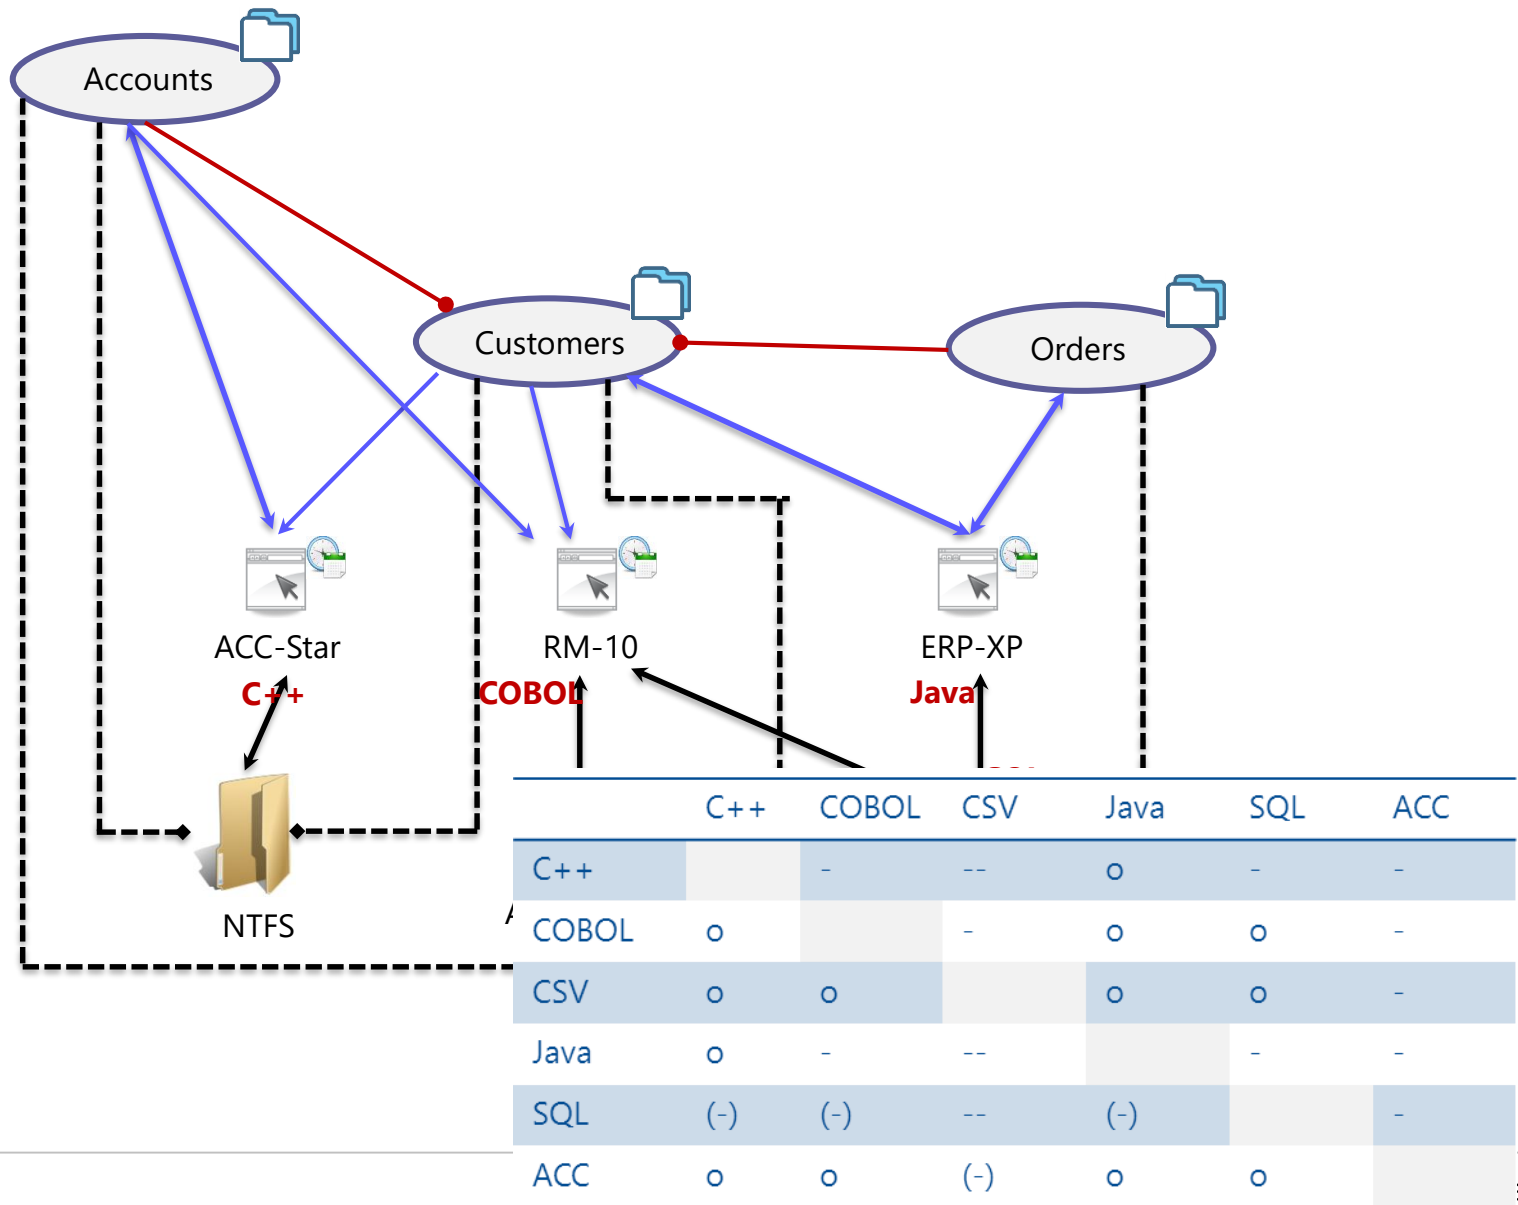 Accounts
Customers
Orders
ACC-Star
RM-10
ERP-XP
C++
COBOL
Java
NTFS
C++ COBOL CSV Java SQL ACC
C++ - -- o - -
COBOL o - o o -
CSV o o o o -
Java o - -- - -
SQL (-) (-) -- (-) -
ACC o o (-) o o